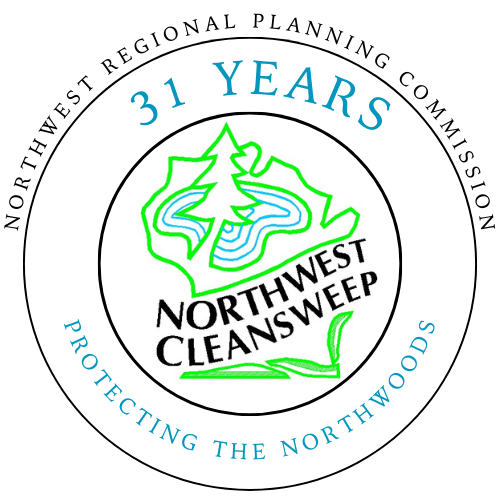 NORTHWEST REGIONAL PLANNING COMMISSION
31 YEARS
NORTHWEST
CLEANSWEEP
PROTECTING THE NORTHWOODS